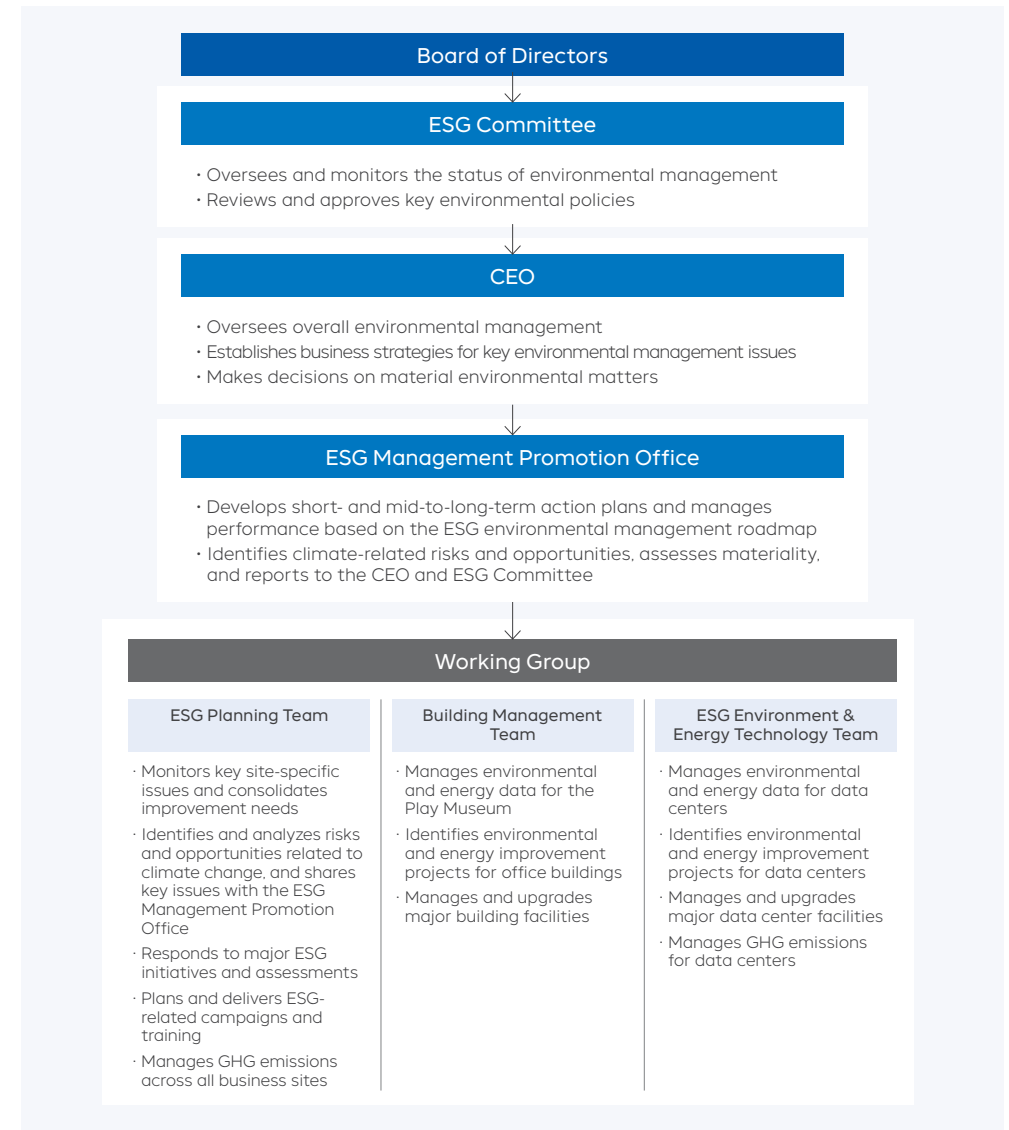 Board of Directors
ESG Committee
· Oversees and monitors the status of environmental management
· Reviews and approves key environmental policies
CEO
· Oversees overall environmental management
· Establishes business strategies for key environmental management issues
· Makes decisions on material environmental matters
ESG Management Promotion Office
· Develops short- and mid-to-long-term action plans and manages
performance based on the ESG environmental management roadmap
· Identifies climate-related risks and opportunities, assesses materiality,
and reports to the CEO and ESG Committee
Working Group
ESG Planning Team
· Monitors key site-specific
issues and consolidates
improvement needs
· Identifies and analyzes risks
and opportunities related to
climate change, and shares
key issues with the ESG
Management Promotion
Office
· Responds to major ESG
initiatives and assessments
· Plans and delivers ESG-
related campaigns and
training
· Manages GHG emissions
across all business sites
Building Management
Team
· Manages environmental
and energy data for the
Play Museum
· Identifies environmental
and energy improvement
projects for office buildings
· Manages and upgrades
major building facilities
ESG Environment &
Energy Technology Team
· Manages environmental
and energy data for data
centers
· Identifies environmental
and energy improvement
projects for data centers
· Manages and upgrades
major data center facilities
· Manages GHG emissions
for data centers